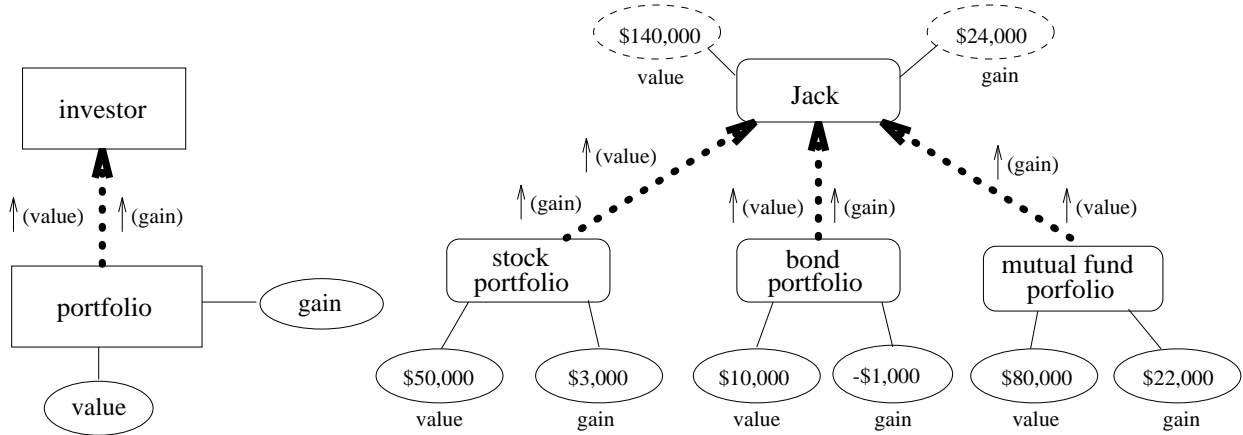 investor
↑ (value) ↑ (gain)
portfolio
gain
value
$140,000
value
$24,000
gain
Jack
↑ (value)
↑ (gain)
↑ (value) ↑ (gain)
↑ (gain)
↑ (value)
stock
portfolio
bond
portfolio
mutual fund
porfolio
$50,000
value
$3,000
gain
$10,000
value
-$1,000
gain
$80,000
value
$22,000
gain